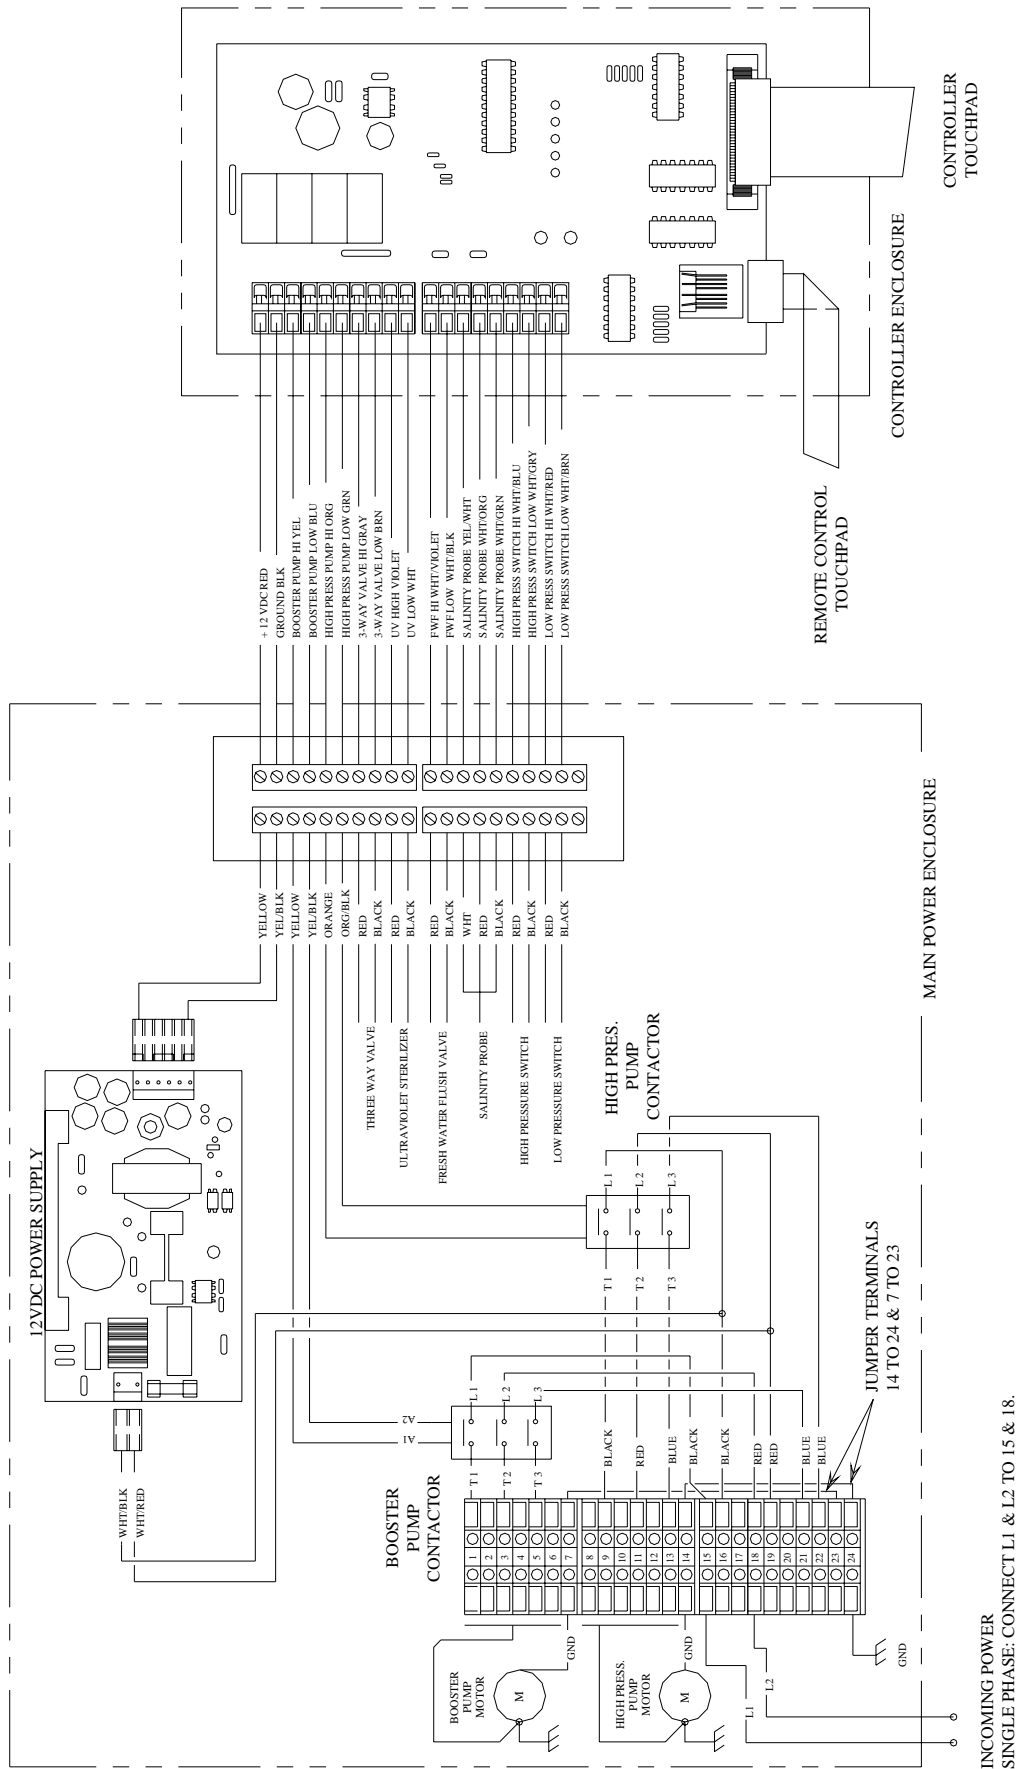 CONTROLLER
TOUCHPAD
CONTROLLER ENCLOSURE
REMOTE CONTROL
TOUCHPAD
+ 12 VDC RED
GROUND BLK
BOOSTER PUMP HI YEL
BOOSTER PUMP LOW BLU
HIGH PRESS PUMP HI ORG
HIGH PRESS PUMP LOW GRN
3-WAY VALVE HI GRAY
3-WAY VALVE LOW BRN
UV HIGH VIOLET
UV LOW WHT
FWF HI WHT/VIOLET
FWF LOW WHT/BLK
SALINITY PROBE YEL/WHT
SALINITY PROBE WHT/ORG
SALINITY PROBE WHT/GRN
HIGH PRESS SWITCH HI WHT/BLU
HIGH PRESS SWITCH LOW WHT/GRY
LOW PRESS SWITCH HI WHT/RED
LOW PRESS SWITCH LOW WHT/BRN
MAIN POWER ENCLOSURE
YELLOW
YEL/BLK
YELLOW
YEL/BLK
ORANGE
ORG/BLK
RED
BLACK
RED
BLACK
RED
BLACK
WHT
RED
BLACK
RED
BLACK
RED
BLACK
THREE WAY VALVE
ULTRAVIOLET STERILIZER
FRESH WATER FLUSH VALVE
SALINITY PROBE
HIGH PRESSURE SWITCH
LOW PRESSURE SWITCH
12VDC POWER SUPPLY
HIGH PRES.
PUMP
CONTACTOR
L 1
L 2
L 3
T 1
T 2
T 3
JUMPER TERMINALS
14 TO 24 & 7 TO 23
A2
A1
L 1
L 2
L 3
T 1
T 2
T 3
WHT/BLK
WHT/RED
BOOSTER
PUMP
CONTACTOR
BLACK
RED
BLUE
BLACK
BLACK
RED
RED
BLUE
BLUE
1
2
3
4
5
6
7
8
9
10
11
12
13
14
15
16
17
18
19
20
21
22
23
24
BOOSTER
PUMP
MOTOR
M
GND
HIGH PRESS.
PUMP
MOTOR
M
GND
L1
L2
GND
INCOMING POWER
SINGLE PHASE: CONNECT L1 & L2 TO 15 & 18.